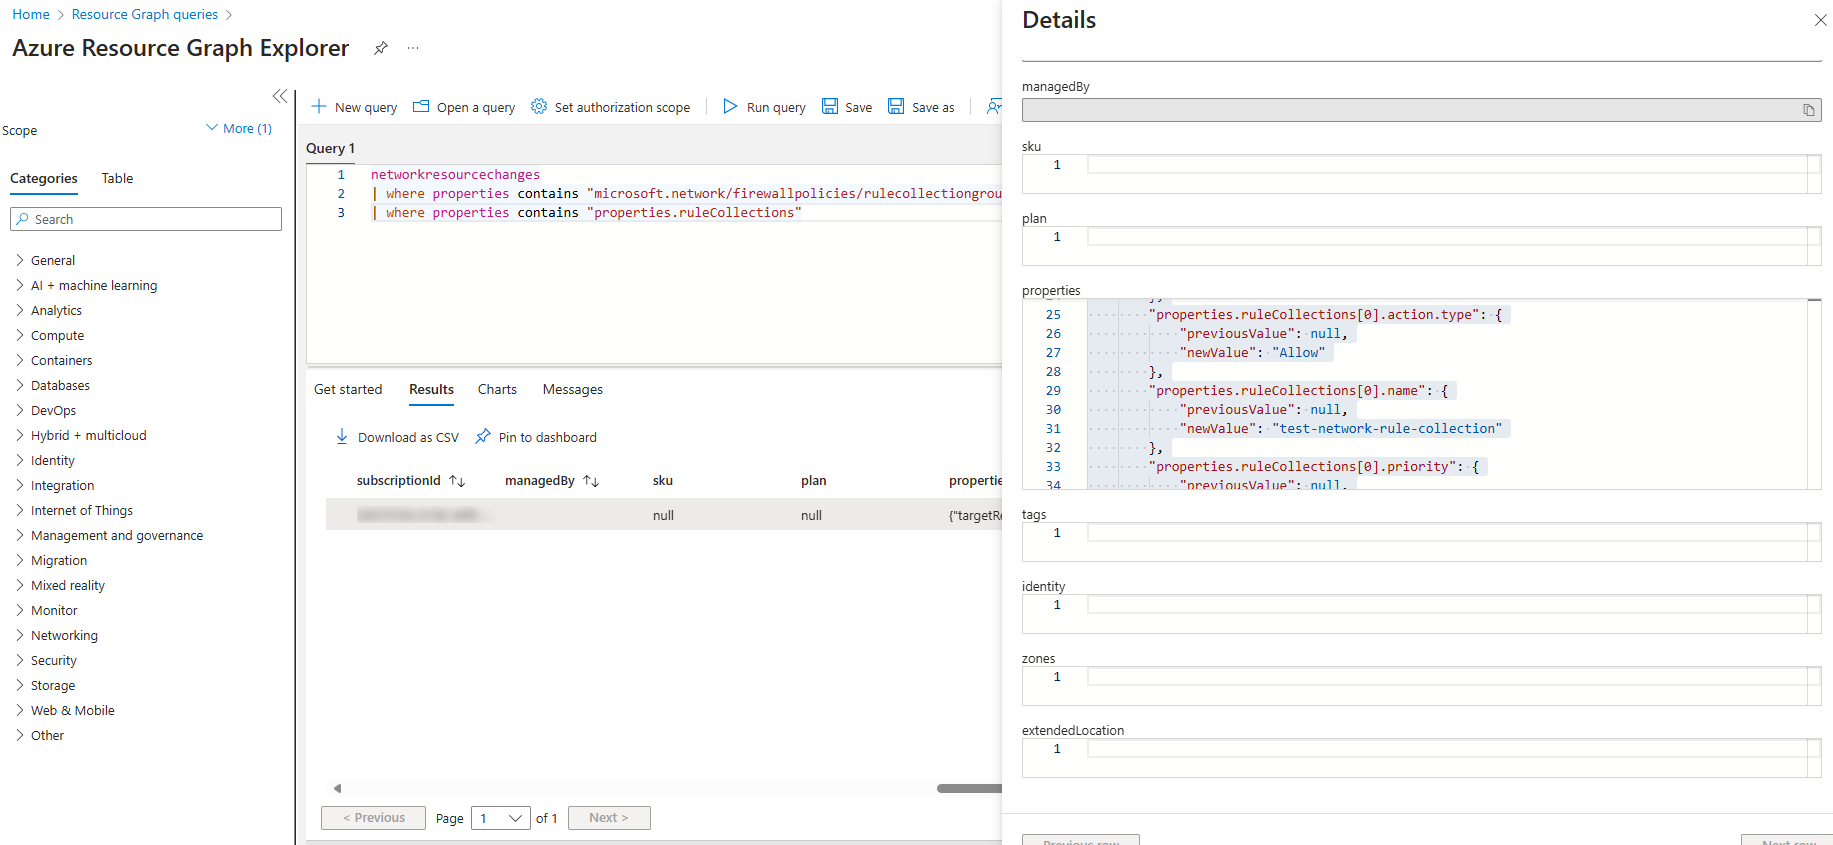 Home > Resource Graph queries >
Azure Resource Graph Explorer
Scope
More (1)
Categories Table
Search
General
AI + machine learning
Analytics
Compute
Containers
Databases
DevOps
Hybrid + multicloud
Identity
Integration
Internet of Things
Management and governance
Migration
Mixed reality
Monitor
Networking
Security
Storage
Web & Mobile
Other
New query Open a query Set authorization scope Run query Save Save as
Query 1
1 networkresourcechanges
2 | where properties contains "microsoft.network/firewallpolicies/rulecollectiongrou
3 | where properties contains "properties.ruleCollections"
Get started Results Charts Messages
Download as CSV Pin to dashboard
subscriptionId managedBy sku plan propertie
null null {"targetRe
< Previous Page 1 of 1 Next >
Details
managedBy
sku
1
plan
1
properties
25 "properties.ruleCollections[0].action.type": {
26 "previousValue": null,
27 "newValue": "Allow"
28 },
29 "properties.ruleCollections[0].name": {
30 "previousValue": null,
31 "newValue": "test-network-rule-collection"
32 },
33 "properties.ruleCollections[0].priority": {
34 "previousValue": null,
tags
1
identity
1
zones
1
extendedLocation
1
Previous row Next row